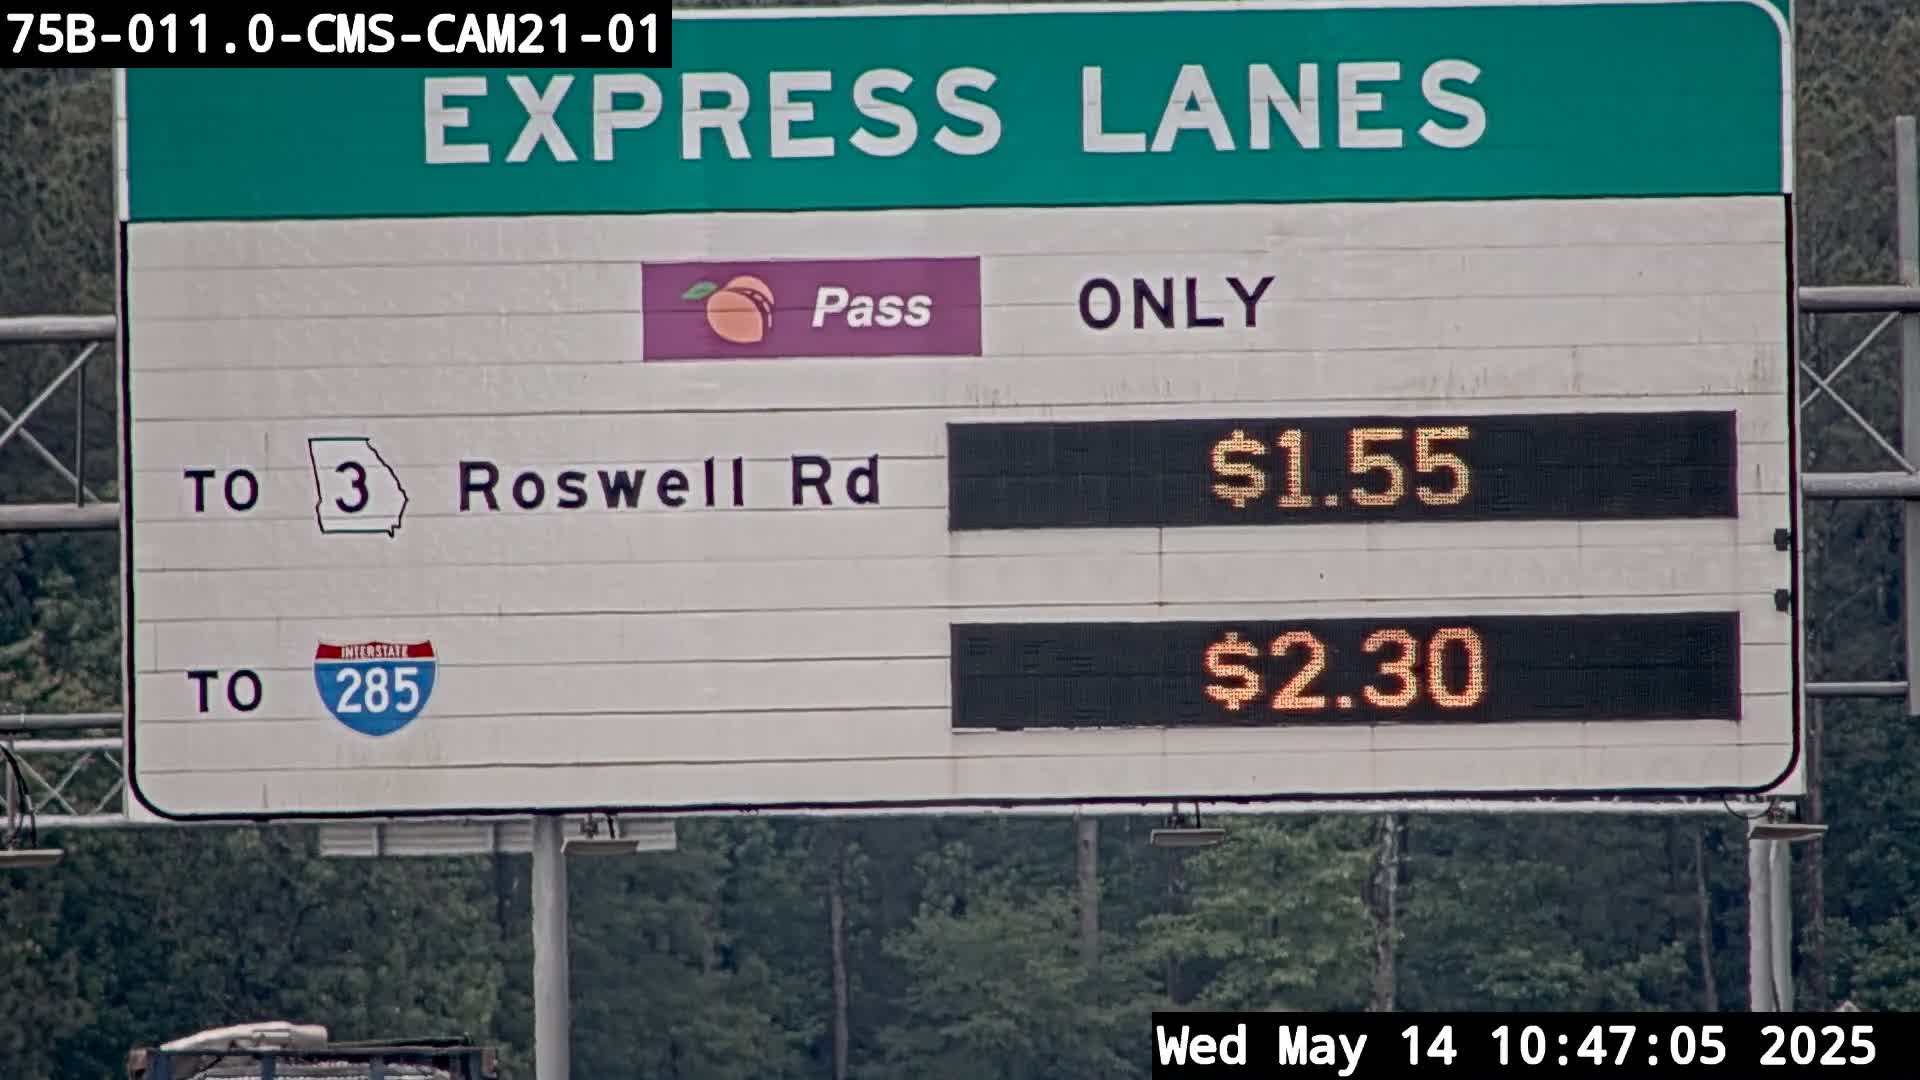 75B-011.0-CMS-CAM21-01
EXPRESS LANES
Pass ONLY
TO 3 Roswell Rd $1.55
TO INTERSTATE 285 $2.30
Wed May 14 10:47:05 2025